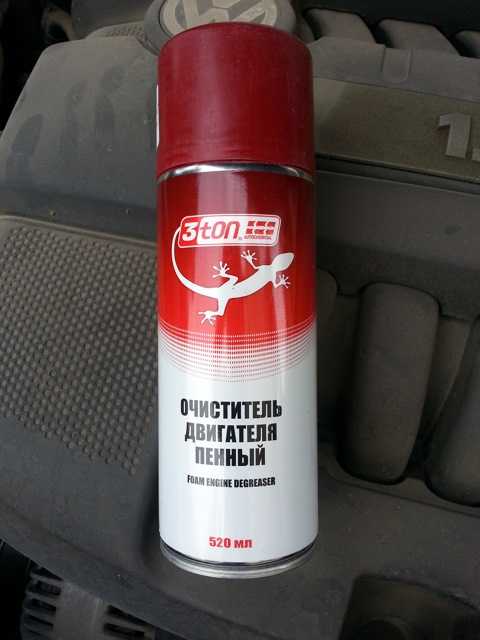 3ton
ОЧИСТИТЕЛЬ
ДВИГАТЕЛЯ
ПЕННЫЙ
FOAM ENGINE DEGREASER
520 мл